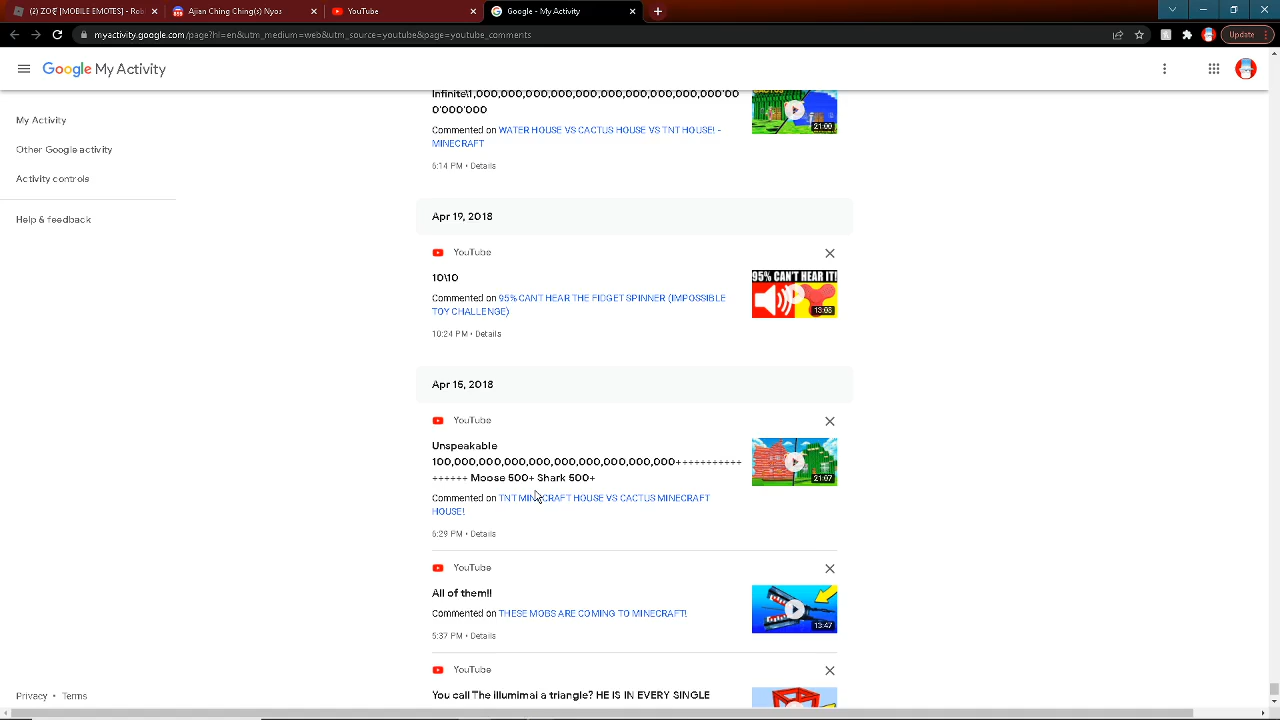 (2) ZOE [MOBILE EMOTES] - Rob
Ajian Ching Ching(s) Nyos
YouTube
Google - My Activity
myactivity.google.com/page?hl=en&utm_medium=web&utm_source=youtube&page=youtube_comments
Update
Google My Activity
My Activity
Other Google activity
Activity controls
Help & feedback
Infinite\1,000,000,000,000,000,000,000,000,000,000,000'00
0'000'000
Commented on WATER HOUSE VS CACTUS HOUSE VS TNT HOUSE! -
MINECRAFT
CACTUS
21:00
6:14 PM • Details
Apr 19, 2018
YouTube
10\10
Commented on 95% CANT HEAR THE FIDGET SPINNER (IMPOSSIBLE
TOY CHALLENGE)
95% CAN'T HEAR IT!
13:05
10:24 PM • Details
Apr 16, 2018
YouTube
Unspeakable
100,000,000,000,000,000,000,000,000,000+++++++++++
++++++ Moose 500+ Shark 500+
Commented on TNT MINECRAFT HOUSE VS CACTUS MINECRAFT
HOUSE!
21:07
6:29 PM • Details
YouTube
All of them!!
Commented on THESE MOBS ARE COMING TO MINECRAFT!
13:47
5:37 PM • Details
YouTube
You call The illumimai a triangle? HE IS IN EVERY SINGLE
Privacy • Terms